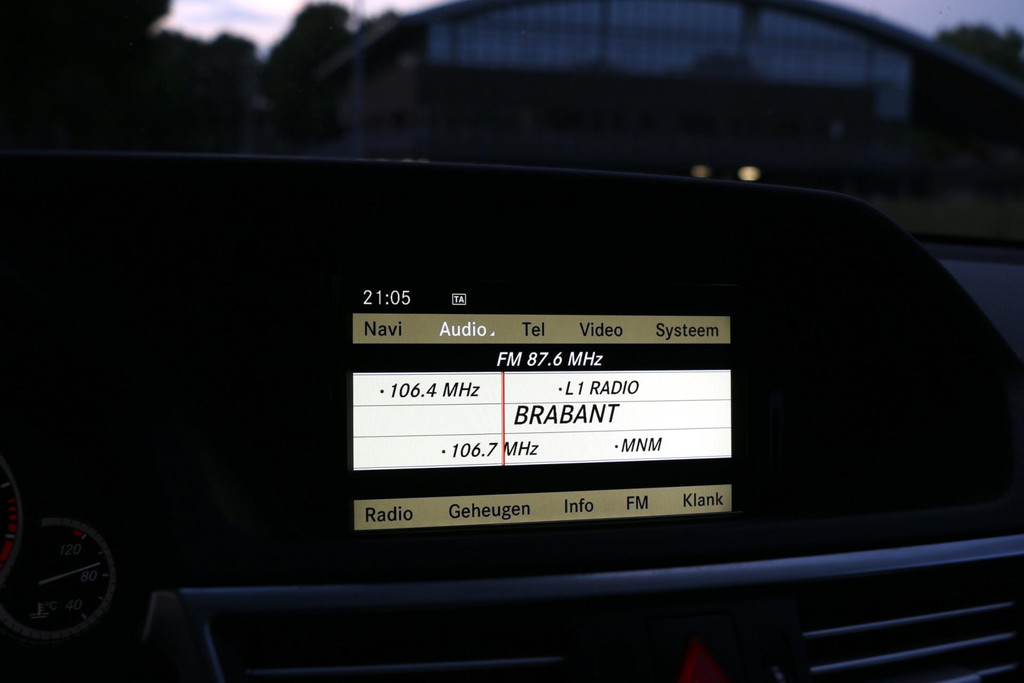 21:05 TA
Navi Audio Tel Video Systeem
FM 87.6 MHz
·106.4 MHz ·L1 RADIO
BRABANT
·106.7 MHz ·MNM
Radio Geheugen Info FM Klank
120
80
°C 40